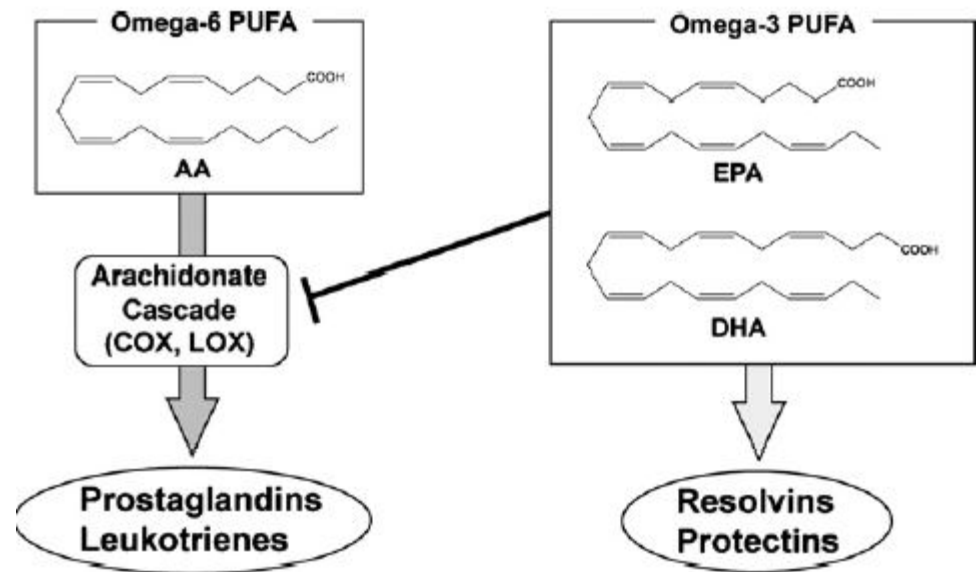 Omega-6 PUFA
COOH
AA
Arachidonate
Cascade
(COX, LOX)
Prostaglandins
Leukotrienes
Omega-3 PUFA
COOH
EPA
COOH
DHA
Resolvins
Protectins